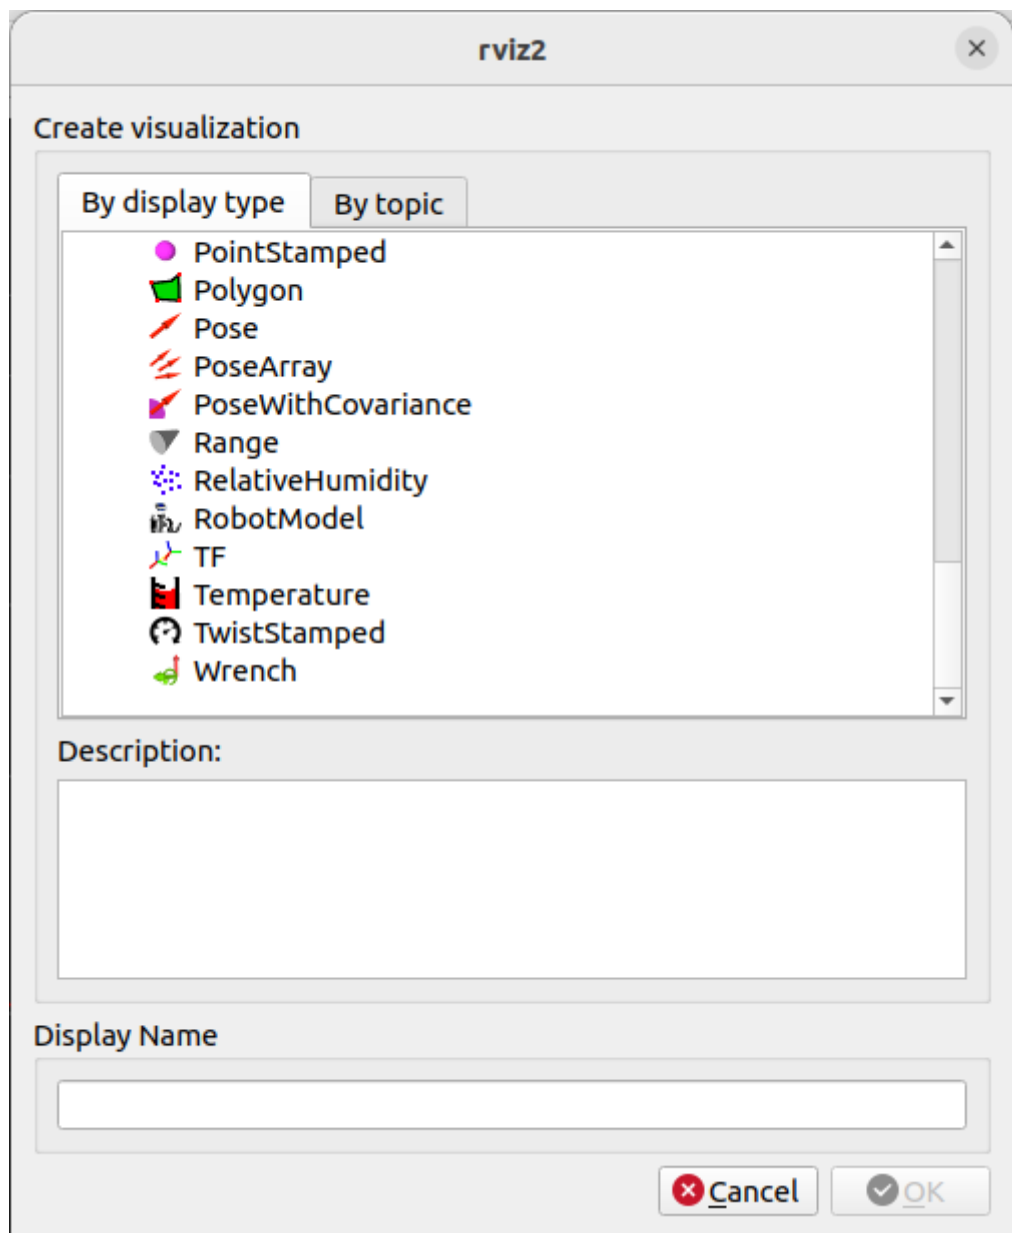 rviz2
Create visualization
By display type By topic
PointStamped
Polygon
Pose
PoseArray
PoseWithCovariance
Range
RelativeHumidity
RobotModel
TF
Temperature
TwistStamped
Wrench
Description:
Display Name
Cancel OK